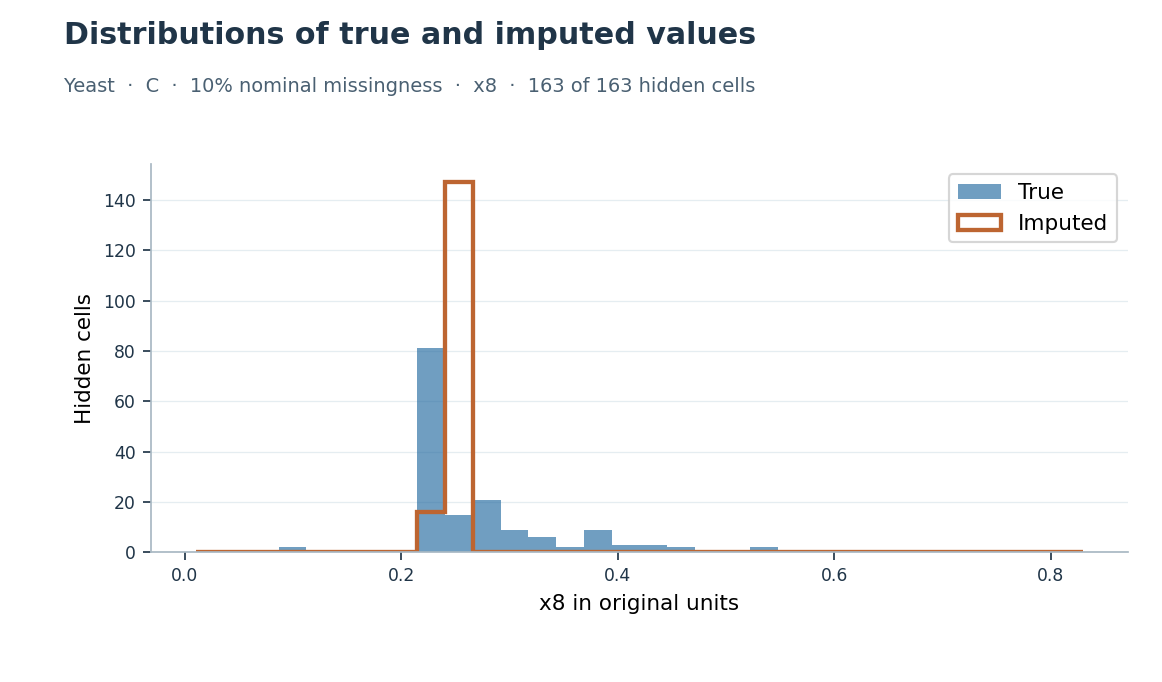 Distributions of true and imputed values
Yeast · C · 10% nominal missingness · x8 · 163 of 163 hidden cells
True
Imputed
Hidden cells
140
120
100
80
60
40
20
0
0.0 0.2 0.4 0.6 0.8
x8 in original units